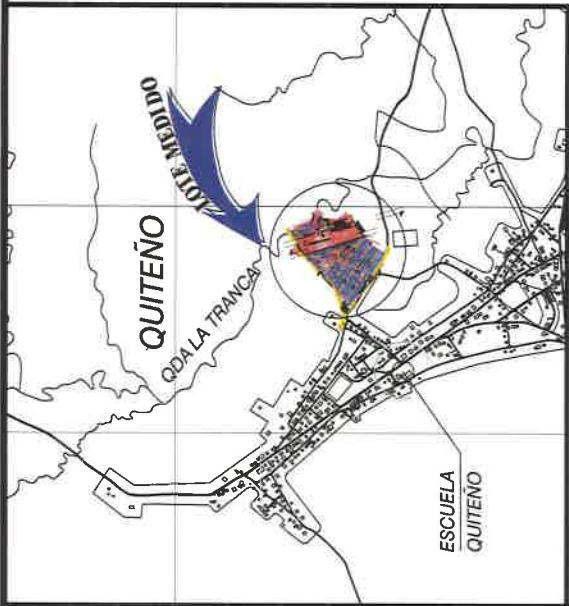 LOTE MEDIDO
QUITEÑO
QDA LA TRANCA
ESCUELA
QUITEÑO